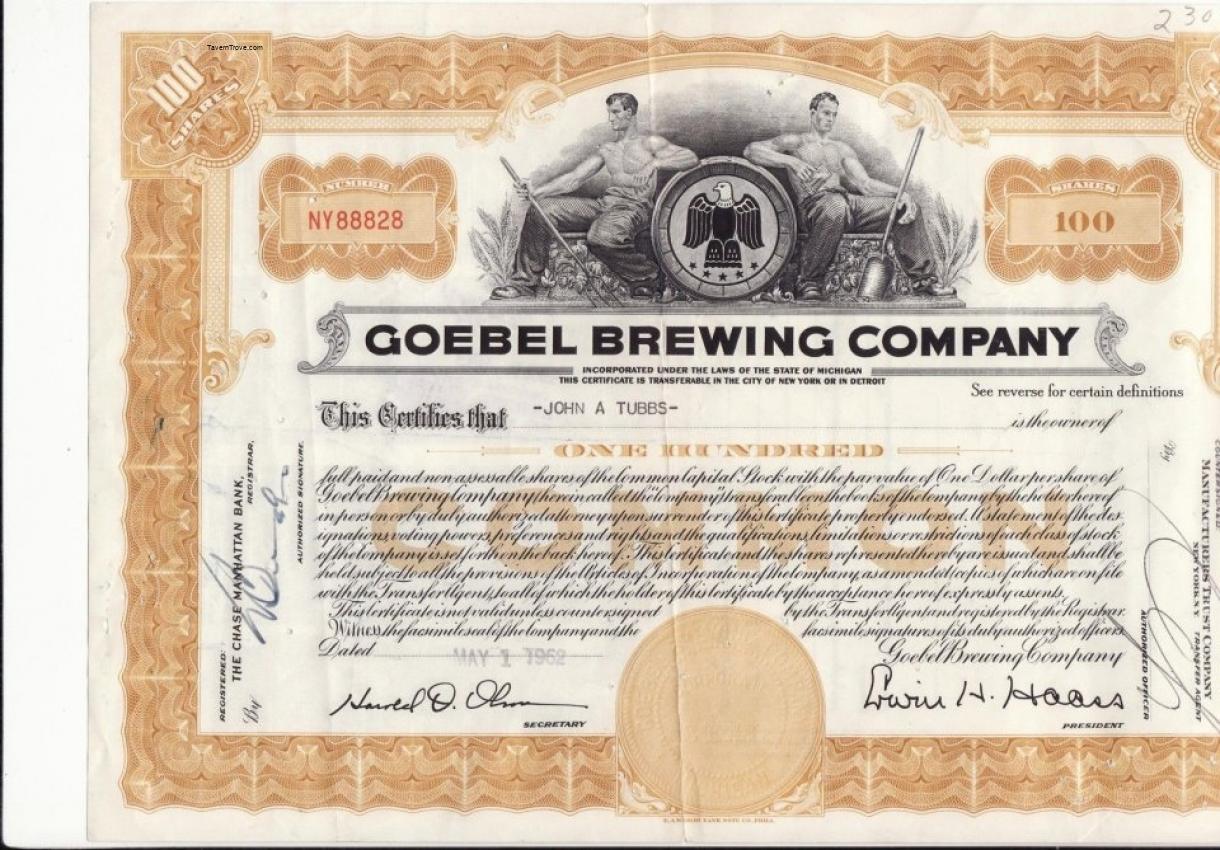 230
TavernTrove.com
100
SHARES
NUMBER
NY88828
SHARES
100
GOEBEL BREWING COMPANY
INCORPORATED UNDER THE LAWS OF THE STATE OF MICHIGAN
THIS CERTIFICATE IS TRANSFERABLE IN THE CITY OF NEW YORK OR IN DETROIT
See reverse for certain definitions
This Certifies that -JOHN A TUBBS- is the owner of
ONE HUNDRED
COMMON
full paid and non-assessable shares of the Common Capital Stock with the par value of One Dollar per share of
Goebel Brewing Company (herein called the "Company") transferable on the books of the Company by the holder hereof
in person or by duly authorized attorney upon surrender of this Certificate properly endorsed. A statement of the des-
ignations, voting powers, preferences and rights and the qualifications, limitations or restrictions of each class of stock
of the Company is set forth on the back hereof. This certificate and the shares represented hereby are issued and shall be
held subject to all the provisions of the Articles of Incorporation of the Company, as amended (copies of which are on file
with the Transfer Agent), to all of which the holder of this certificate by the acceptance hereof expressly assents.
This certificate is not valid unless countersigned by the Transfer Agent and registered by the Registrar.
Witness the facsimile seal of the Company and the facsimile signatures of its duly authorized officers.
Dated MAY 1 1962
Goebel Brewing Company
Harold D. Olson
SECRETARY
Erwin H. Haass
PRESIDENT
REGISTERED:
THE CHASE MANHATTAN BANK,
REGISTRAR,
By
AUTHORIZED SIGNATURE.
MANUFACTURERS TRUST COMPANY
NEW YORK N.Y. TRANSFER AGENT
By
AUTHORIZED OFFICER